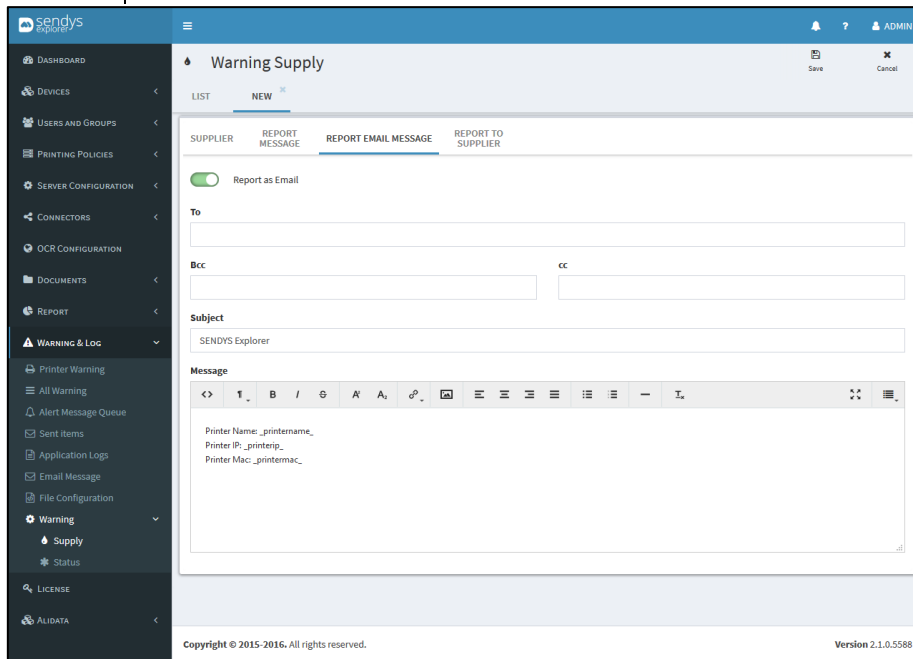 sendys
explorer
ADMIN
DASHBOARD
DEVICES
USERS AND GROUPS
PRINTING POLICIES
SERVER CONFIGURATION
CONNECTORS
OCR CONFIGURATION
DOCUMENTS
REPORT
WARNING & LOG
Printer Warning
All Warning
Alert Message Queue
Sent items
Application Logs
Email Message
File Configuration
Warning
Supply
Status
LICENSE
ALIDATA
Warning Supply
Save
Cancel
LIST
NEW
SUPPLIER
REPORT
MESSAGE
REPORT EMAIL MESSAGE
REPORT TO
SUPPLIER
Report as Email
To
Bcc
cc
Subject
SENDYS Explorer
Message
Printer Name: _printername_
Printer IP: _printerip_
Printer Mac: _printermac_
Copyright © 2015-2016. All rights reserved.
Version 2.1.0.5588